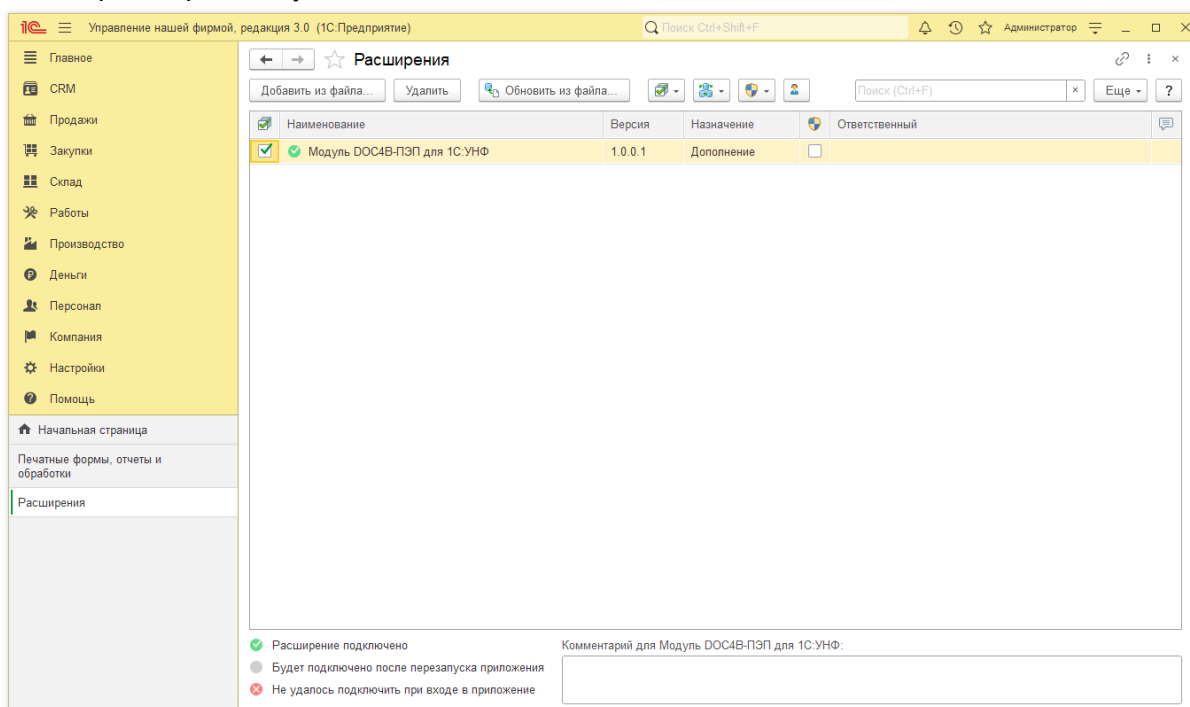 1С Управление нашей фирмой, редакция 3.0 (1С:Предприятие) Поиск Ctrl+Shift+F Администратор
Главное
CRM
Продажи
Закупки
Склад
Работы
Производство
Деньги
Персонал
Компания
Настройки
Помощь
Начальная страница
Печатные формы, отчеты и
обработки
Расширения
Расширения
Добавить из файла... Удалить Обновить из файла... Поиск (Ctrl+F) × Еще ?
Наименование Версия Назначение Ответственный
Модуль DOC4В-ПЭП для 1С:УНФ 1.0.0.1 Дополнение
Расширение подключено
Будет подключено после перезапуска приложения
Не удалось подключить при входе в приложение
Комментарий для Модуль DOC4В-ПЭП для 1С:УНФ: